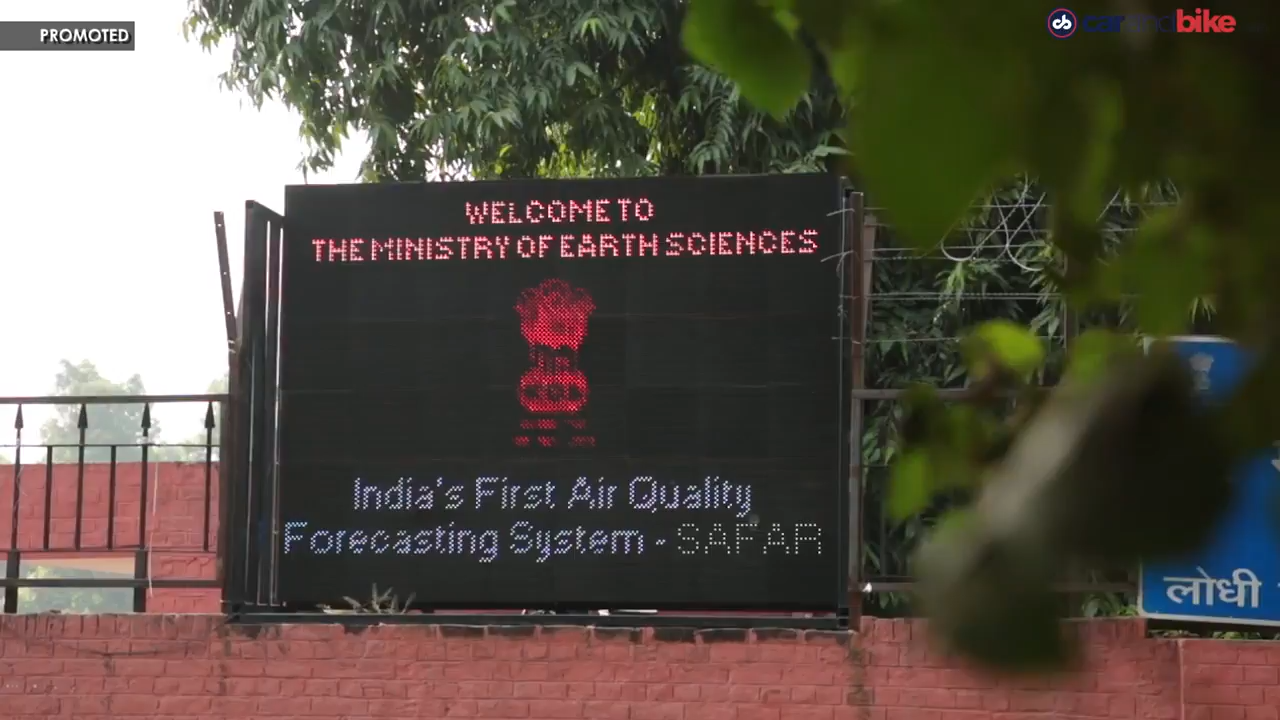 PROMOTED
carandbike
WELCOME TO
THE MINISTRY OF EARTH SCIENCES
India's First Air Quality
Forecasting System - SAFAR
लोधी